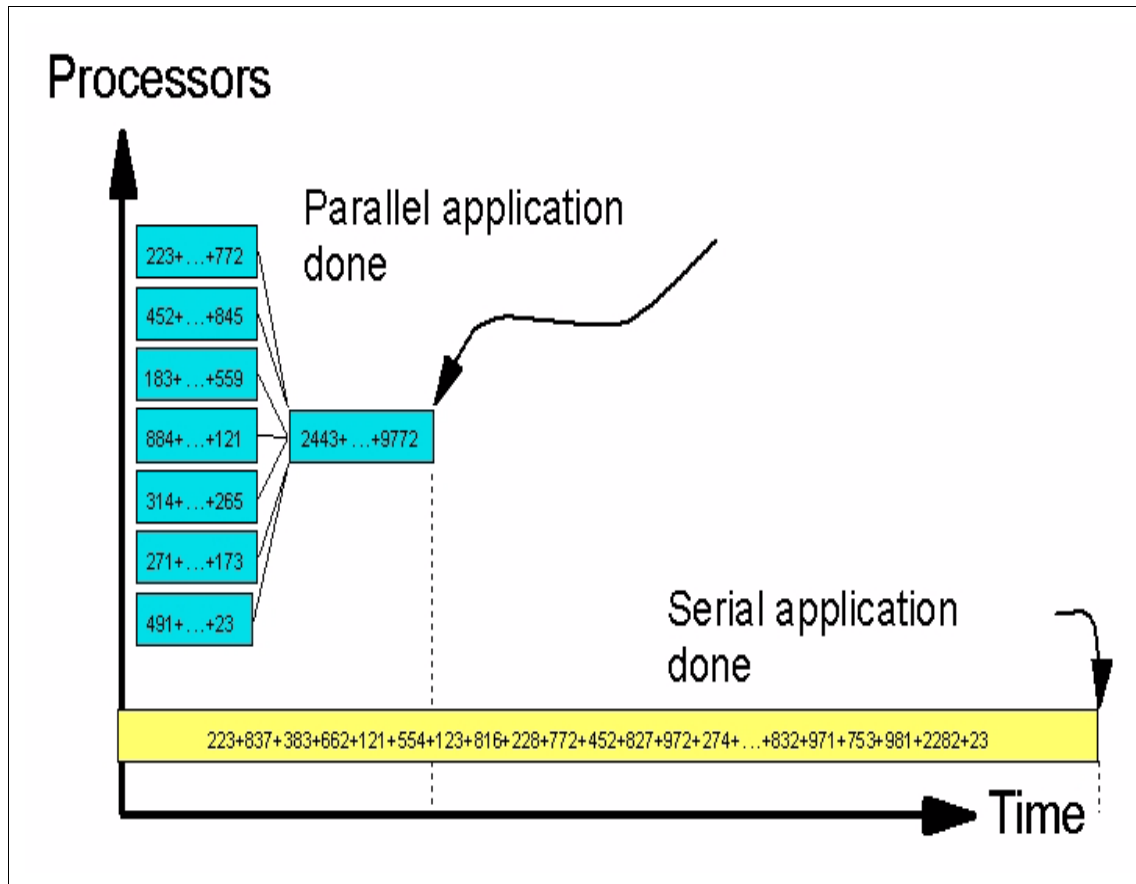 Processors
Parallel application
done
223+...+772
452+...+845
183+...+559
884+...+121
2443+...+9772
314+...+265
271+...+173
491+...+23
Serial application
done
223+837+383+662+121+554+123+816+228+772+452+827+972+274+...+832+971+753+981+2282+23
Time